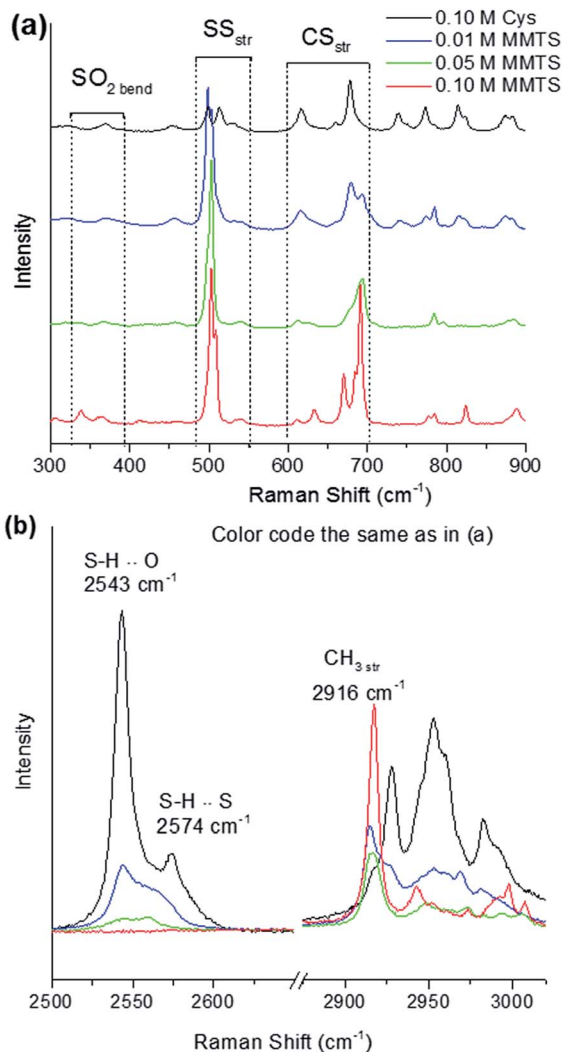 (a)
0.10 M Cys
0.01 M MMTS
0.05 M MMTS
0.10 M MMTS
SO2 bend
SSstr
CSstr
Intensity
300 400 500 600 700 800 900
Raman Shift (cm-1)
(b)
Color code the same as in (a)
S-H ·· O
2543 cm-1
S-H ·· S
2574 cm-1
CH3 str
2916 cm-1
Intensity
2500 2550 2600 2900 2950 3000
Raman Shift (cm-1)